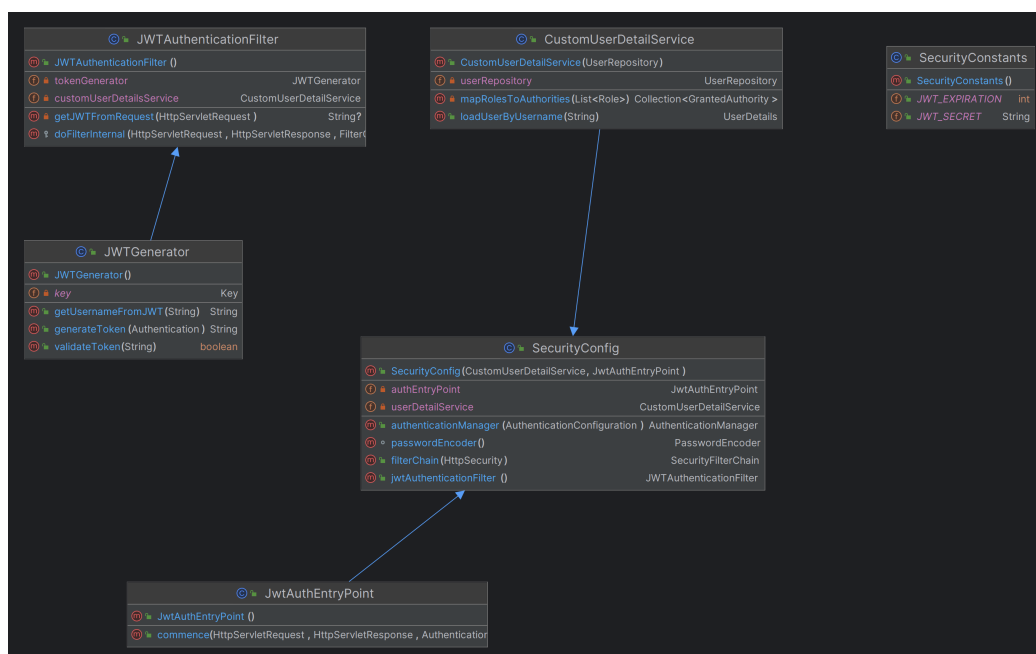 JWTAuthenticationFilter
JWTAuthenticationFilter ()
tokenGenerator JWTGenerator
customUserDetailsService CustomUserDetailService
getJWTFromRequest(HttpServletRequest ) String?
doFilterInternal (HttpServletRequest , HttpServletResponse , Filter
CustomUserDetailService
CustomUserDetailService(UserRepository)
userRepository UserRepository
mapRolesToAuthorities(List<Role>) Collection<GrantedAuthority >
loadUserByUsername(String) UserDetails
SecurityConstants
SecurityConstants()
JWT_EXPIRATION int
JWT_SECRET String
JWTGenerator
JWTGenerator()
key Key
getUsernameFromJWT(String) String
generateToken(Authentication ) String
validateToken(String) boolean
SecurityConfig
SecurityConfig(CustomUserDetailService, JwtAuthEntryPoint )
authEntryPoint JwtAuthEntryPoint
userDetailService CustomUserDetailService
authenticationManager (AuthenticationConfiguration ) AuthenticationManager
passwordEncoder() PasswordEncoder
filterChain(HttpSecurity) SecurityFilterChain
jwtAuthenticationFilter () JWTAuthenticationFilter
JwtAuthEntryPoint
JwtAuthEntryPoint ()
commence(HttpServletRequest , HttpServletResponse , Authentication